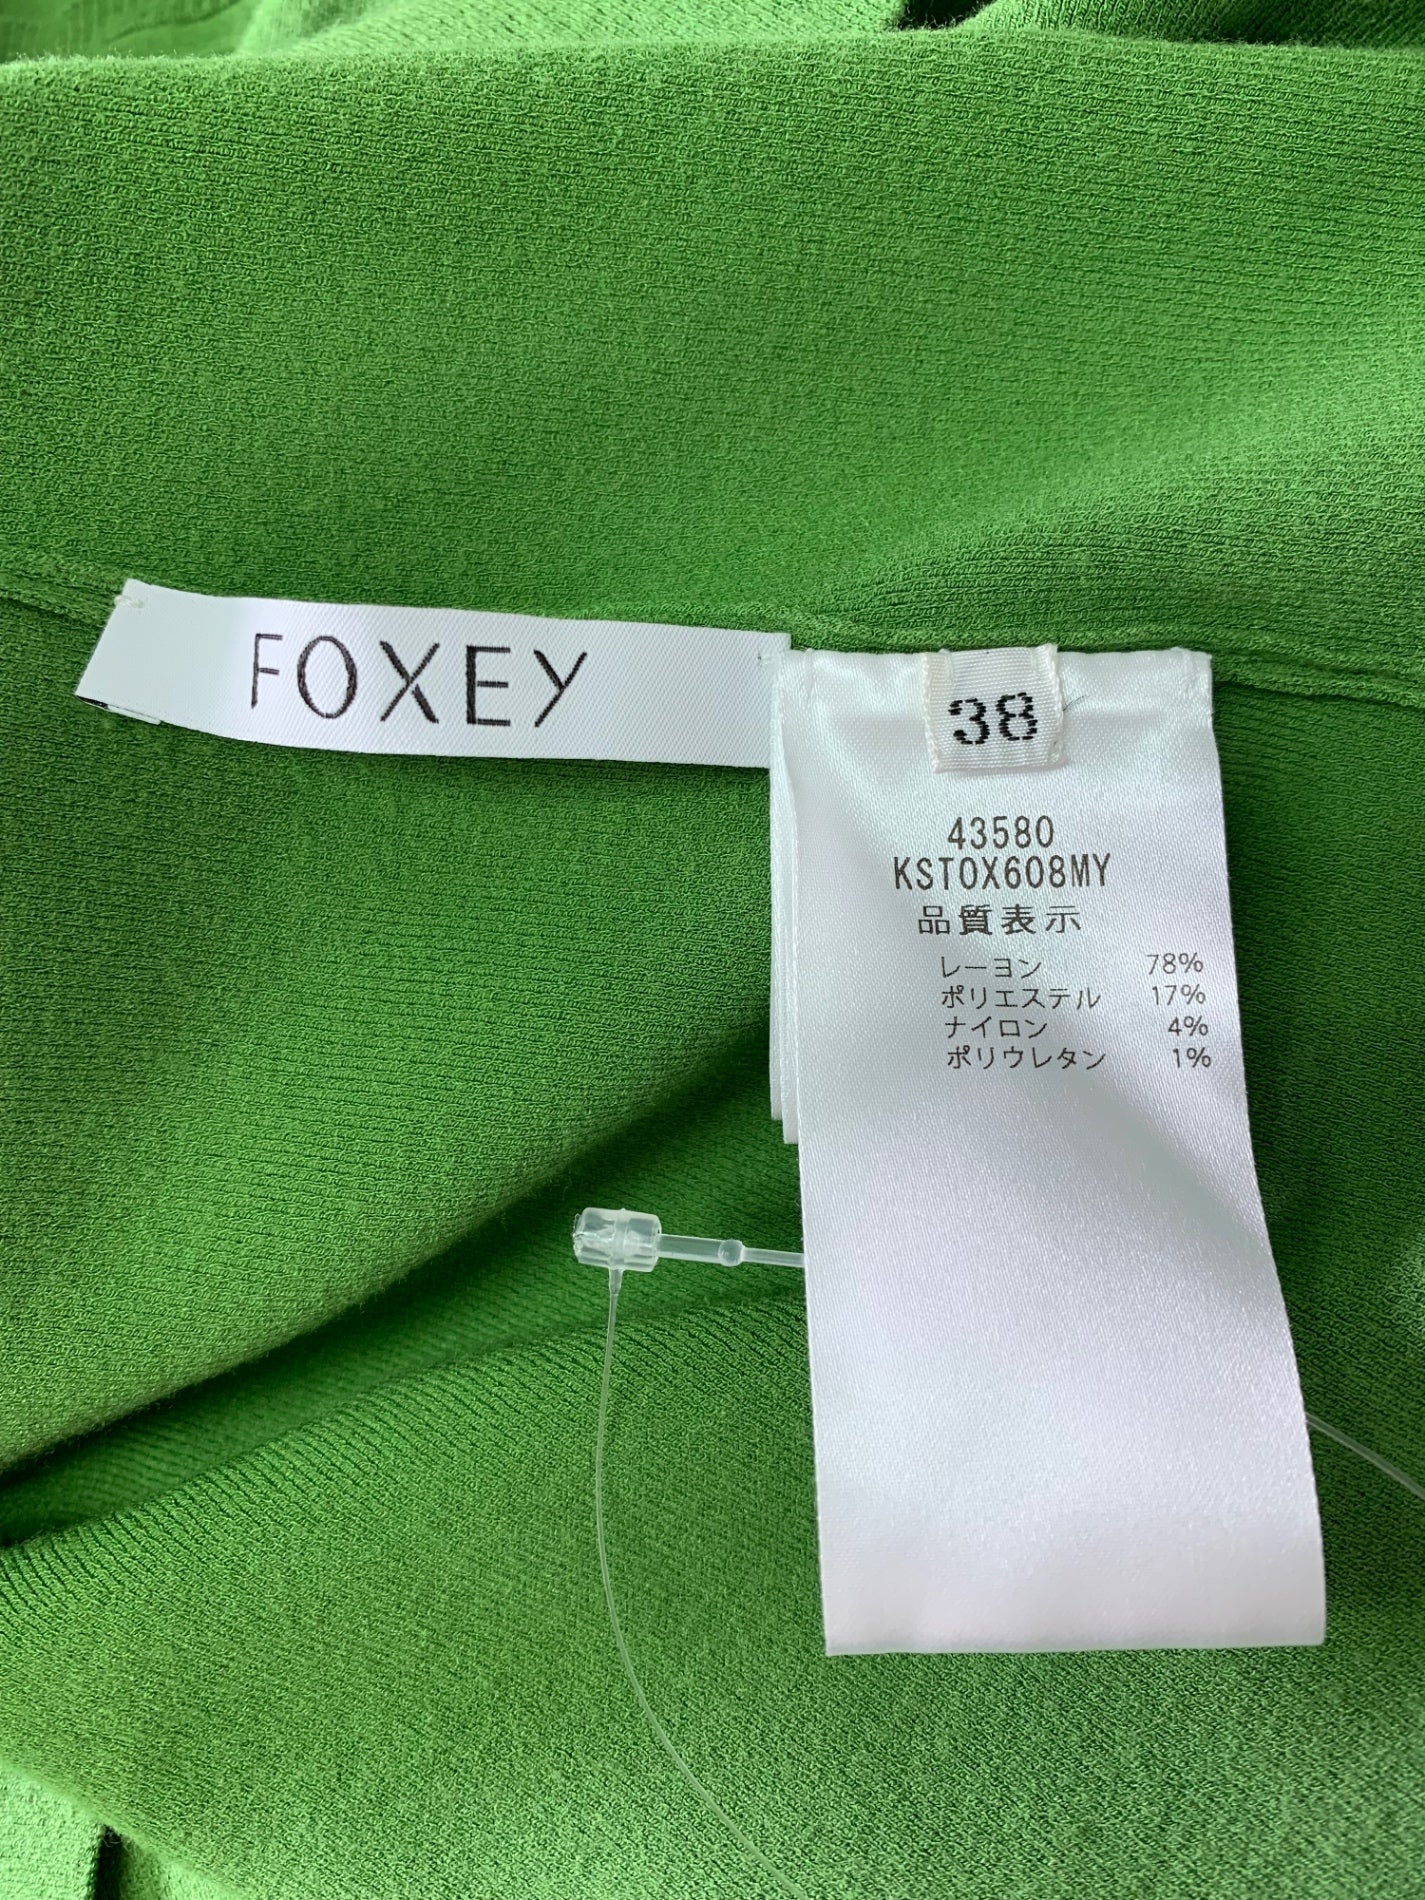 FOXEY
38
43580
KSTOX608MY
品質表示
レーヨン 78%
ポリエステル 17%
ナイロン 4%
ポリウレタン 1%